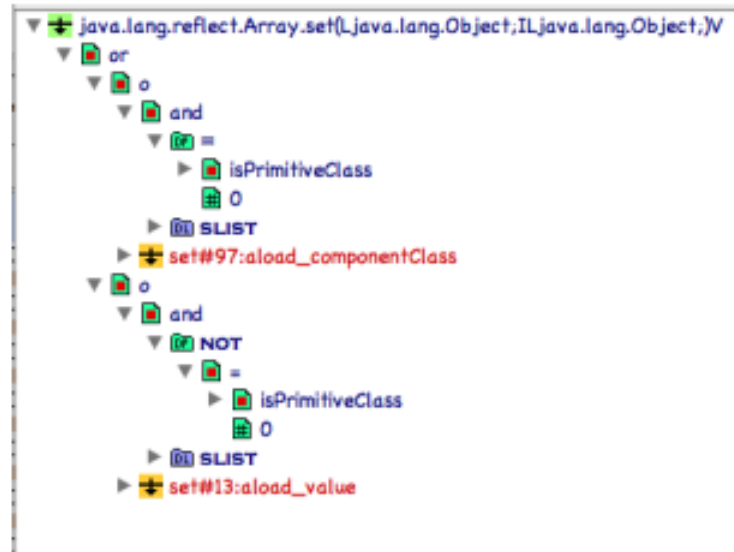 java.lang.reflect.Array.set(Ljava.lang.Object;ILjava.lang.Object;)V
or
o
and
=
isPrimitiveClass
0
SLIST
set#97:aload_componentClass
o
and
NOT
=
isPrimitiveClass
0
SLIST
set#13:aload_value